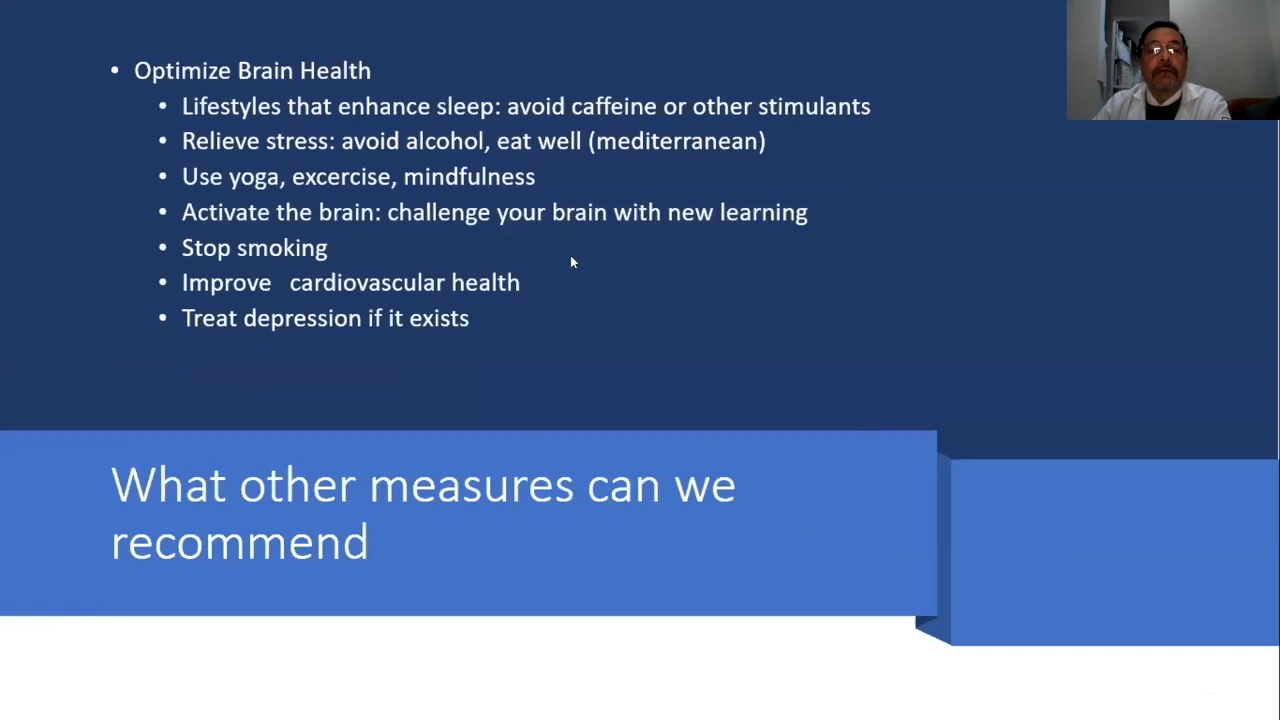 • Optimize Brain Health
• Lifestyles that enhance sleep: avoid caffeine or other stimulants
• Relieve stress: avoid alcohol, eat well (mediterranean)
• Use yoga, excercise, mindfulness
• Activate the brain: challenge your brain with new learning
• Stop smoking
• Improve   cardiovascular health
• Treat depression if it exists
What other measures can we
recommend